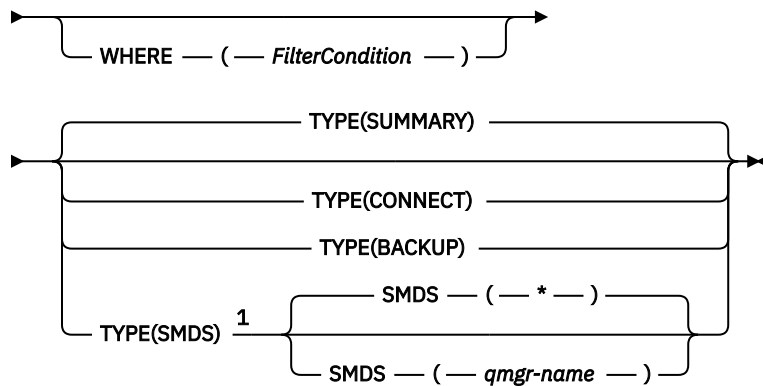 WHERE ( FilterCondition )
TYPE(SUMMARY)
TYPE(CONNECT)
TYPE(BACKUP)
SMDS ( * )
TYPE(SMDS) 1
SMDS ( qmgr-name )